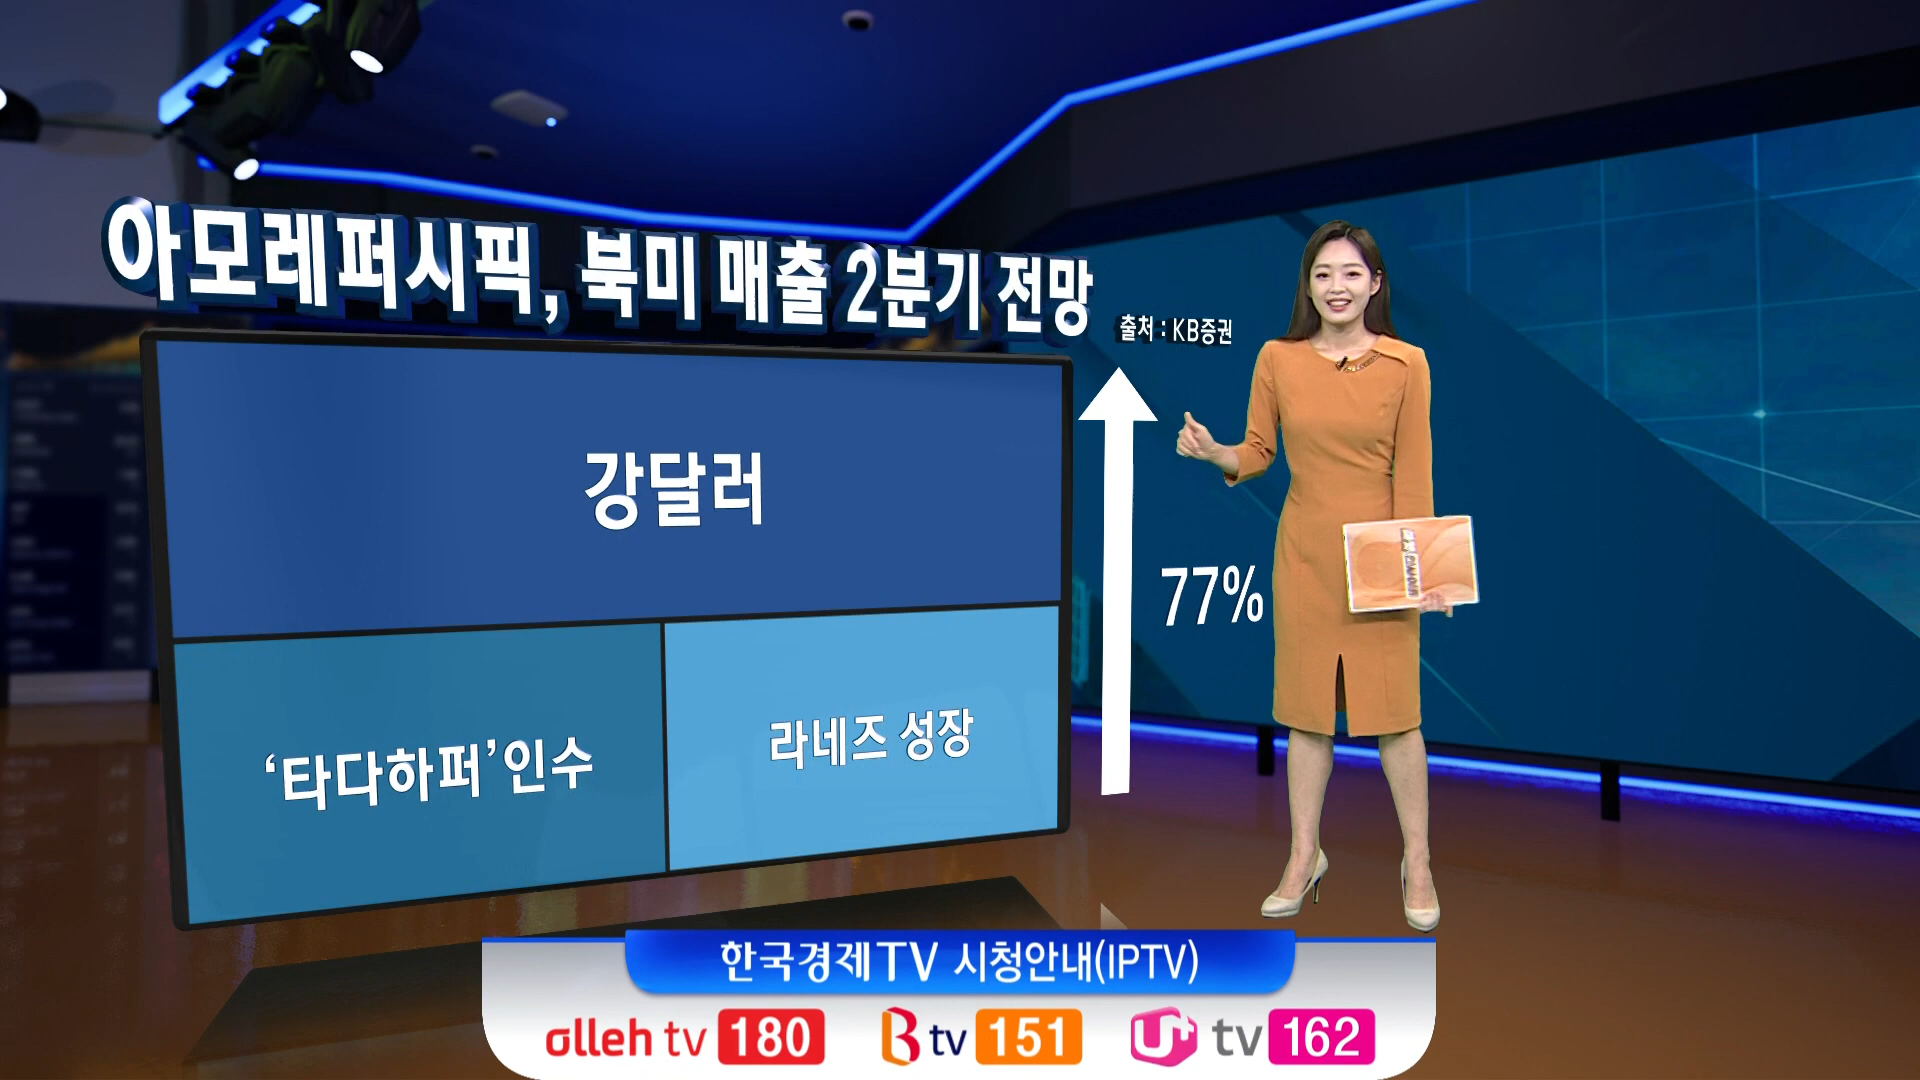 아모레퍼시픽, 북미 매출 2분기 전망
출처 : KB증권
강달러
77%
‘타다하퍼’인수
라네즈 성장
한국경제TV 시청안내(IPTV)
olleh tv 180
B tv 151
U+ tv 162